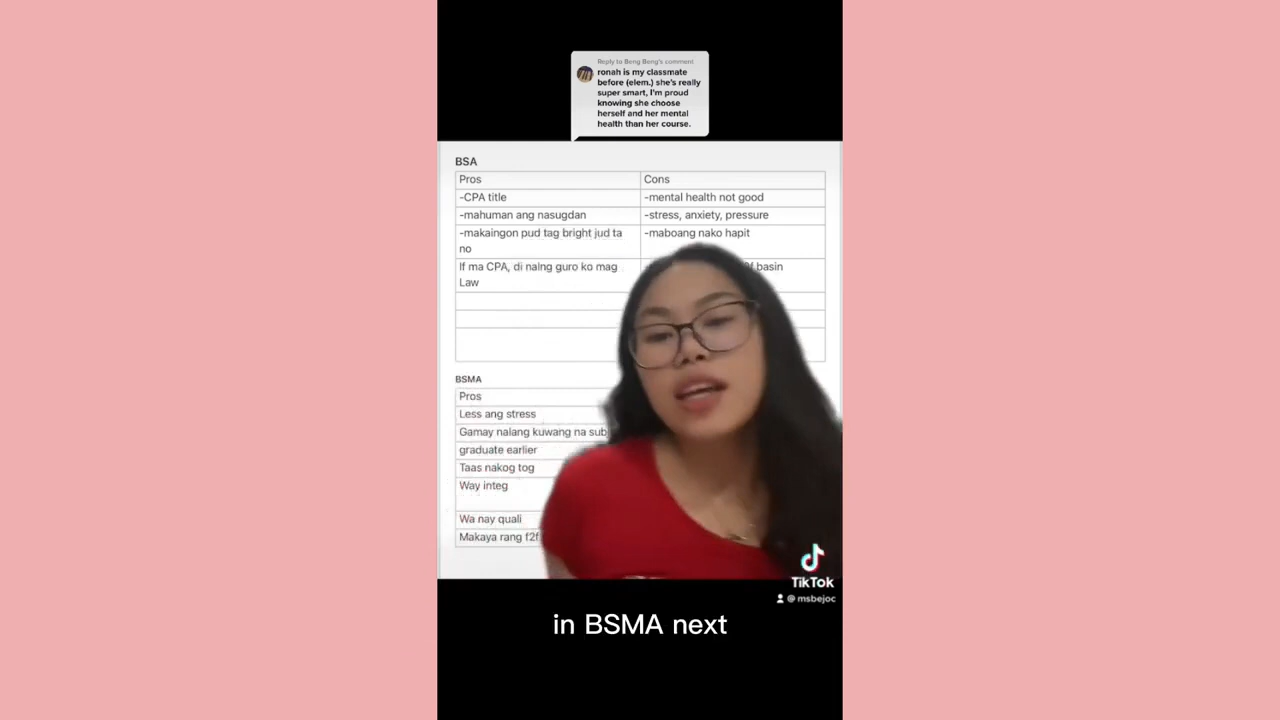 Reply to Beng Beng's comment
ronah is my classmate
before (elem.) she's really
super smart, I'm proud
knowing she choose
herself and her mental
health than her course.
BSA
Pros Cons
-CPA title -mental health not good
-mahuman ang nasugdan -stress, anxiety, pressure
-makaingon pud tag bright jud ta -maboang nako hapit
no
If ma CPA, di nalng guro ko mag basin
Law
BSMA
Pros
Less ang stress
Gamay nalang kuwang na sub
graduate earlier
Taas nakog tog
Way integ
Wa nay quali
Makaya rang f2f
TikTok
@msbejoc
in BSMA next